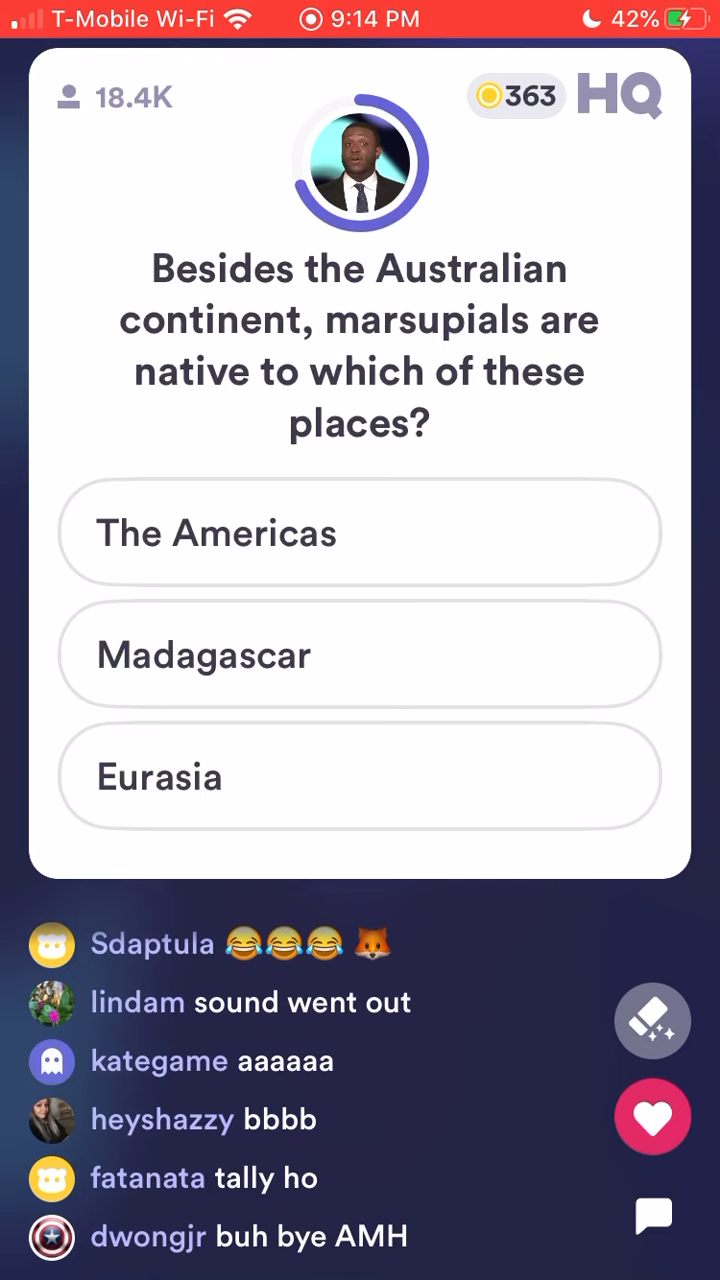 T-Mobile Wi-Fi 9:14 PM 42%
18.4K 363 HQ
Besides the Australian
continent, marsupials are
native to which of these
places?
The Americas
Madagascar
Eurasia
Sdaptula 😂😂😂 🦊
lindam sound went out
kategame aaaaaa
heyshazzy bbbb
fatanata tally ho
dwongjr buh bye AMH